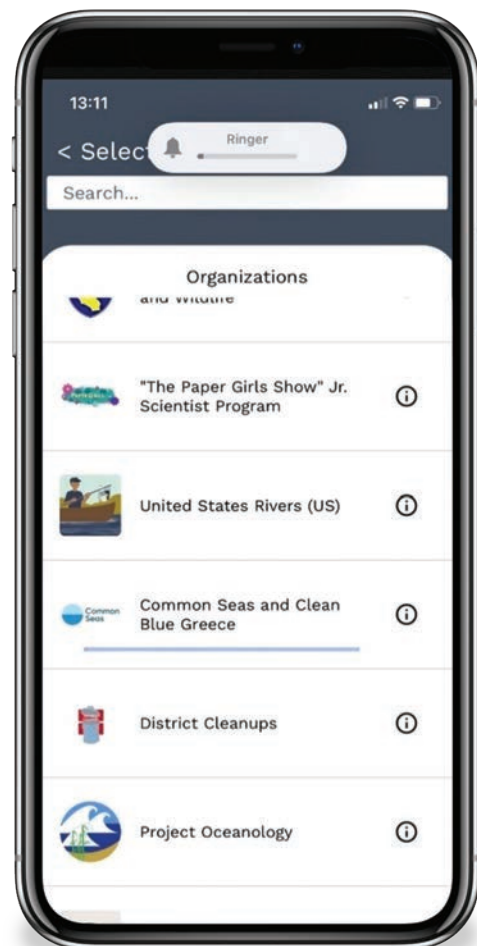 13:11
Ringer
< Selec
Search...
Organizations
and Wildlife
"The Paper Girls Show" Jr.
Scientist Program
United States Rivers (US)
Common
Seas
Common Seas and Clean
Blue Greece
District Cleanups
Project Oceanology